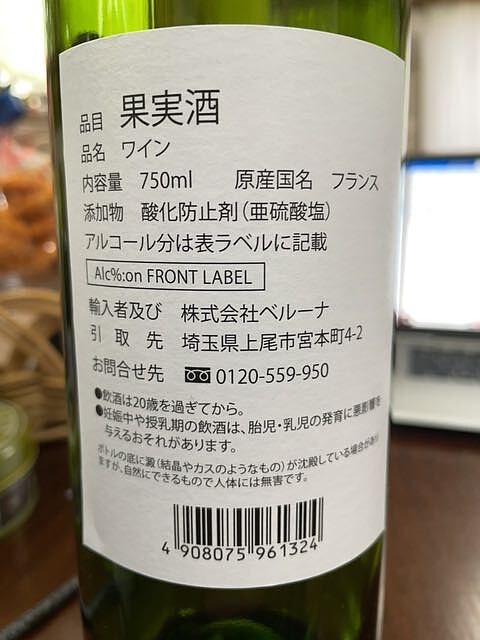 品目 果実酒
品名 ワイン
内容量 750ml 原産国名 フランス
添加物 酸化防止剤(亜硫酸塩)
アルコール分は表ラベルに記載
Alc%:on FRONT LABEL
輸入者及び 株式会社ベルーナ
引取先 埼玉県上尾市宮本町4-2
お問合せ先 0120-559-950
●飲酒は20歳を過ぎてから。
●妊娠中や授乳期の飲酒は、胎児・乳児の発育に悪影響を
与えるおそれがあります。
ボトルの底に澱(結晶やカスのようなもの)が沈殿している場合があり
ますが、自然にできるもので人体には無害です。
4 908075 961324